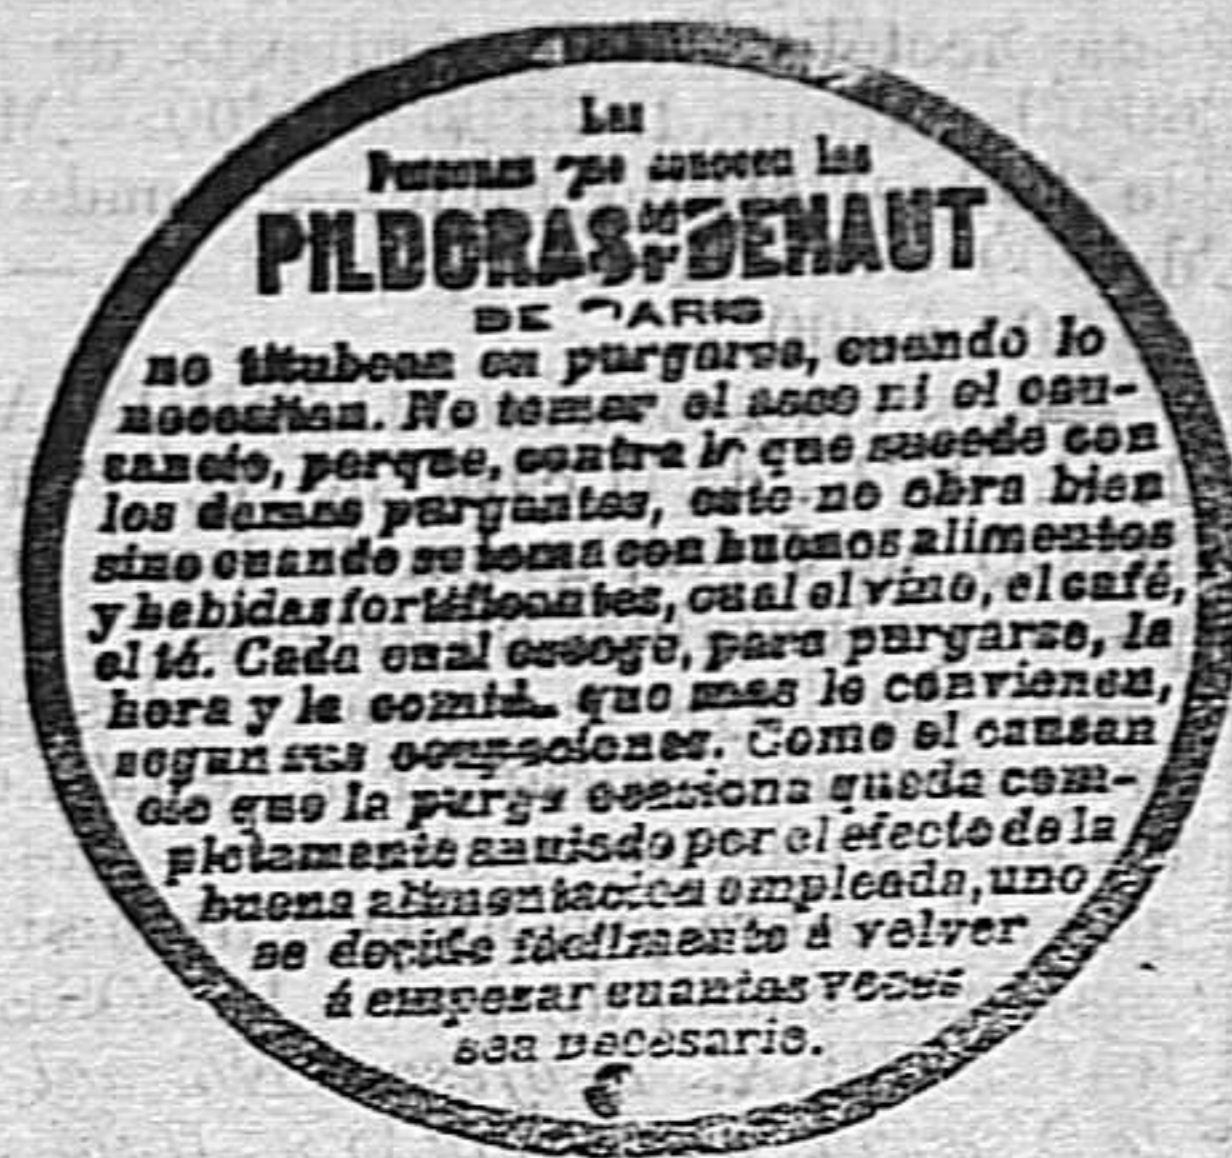 Las
Personas que conocen las
PILDORAS DEHAUT
DE PARIS
no titubean en purgarse, cuando lo
necesitan. No temen el asco ni el cau-
sancio, porque, contra lo que sucede con
los demas purgantes, este no obra bien
sino cuando se toma con buenos alimentos
y bebidas fortificantes, cual el vino, el café,
el té. Cada cual escoge, para purgarse, la
hora y la comida que mas le convienen,
segun sus ocupaciones. Como el causan
cio que la purga ocasiona queda com-
pletamente anulado por el efecto de la
buena alimentacion empleada, uno
se decide fácilmente á volver
á empezar cuantas veces
sea necesario.